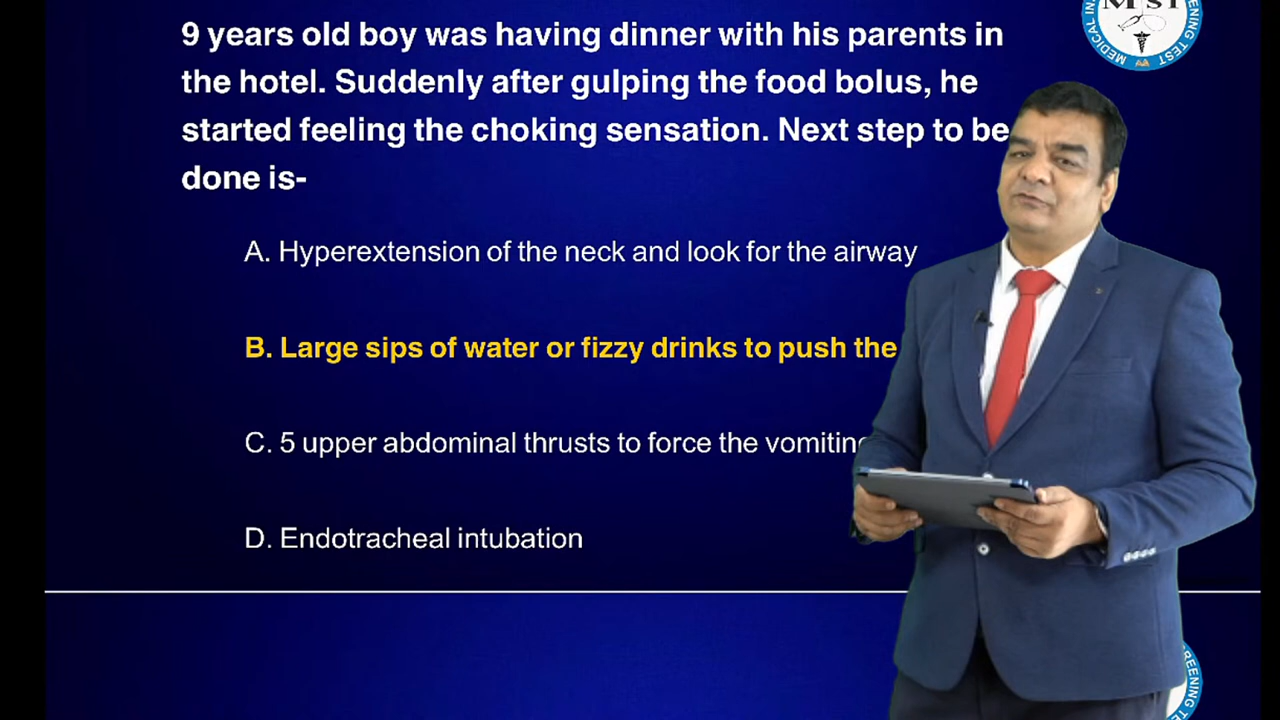 9 years old boy was having dinner with his parents in
the hotel. Suddenly after gulping the food bolus, he
started feeling the choking sensation. Next step to be
done is-
A. Hyperextension of the neck and look for the airway
B. Large sips of water or fizzy drinks to push the
C. 5 upper abdominal thrusts to force the vomiting
D. Endotracheal intubation
MEDICAL
TEST